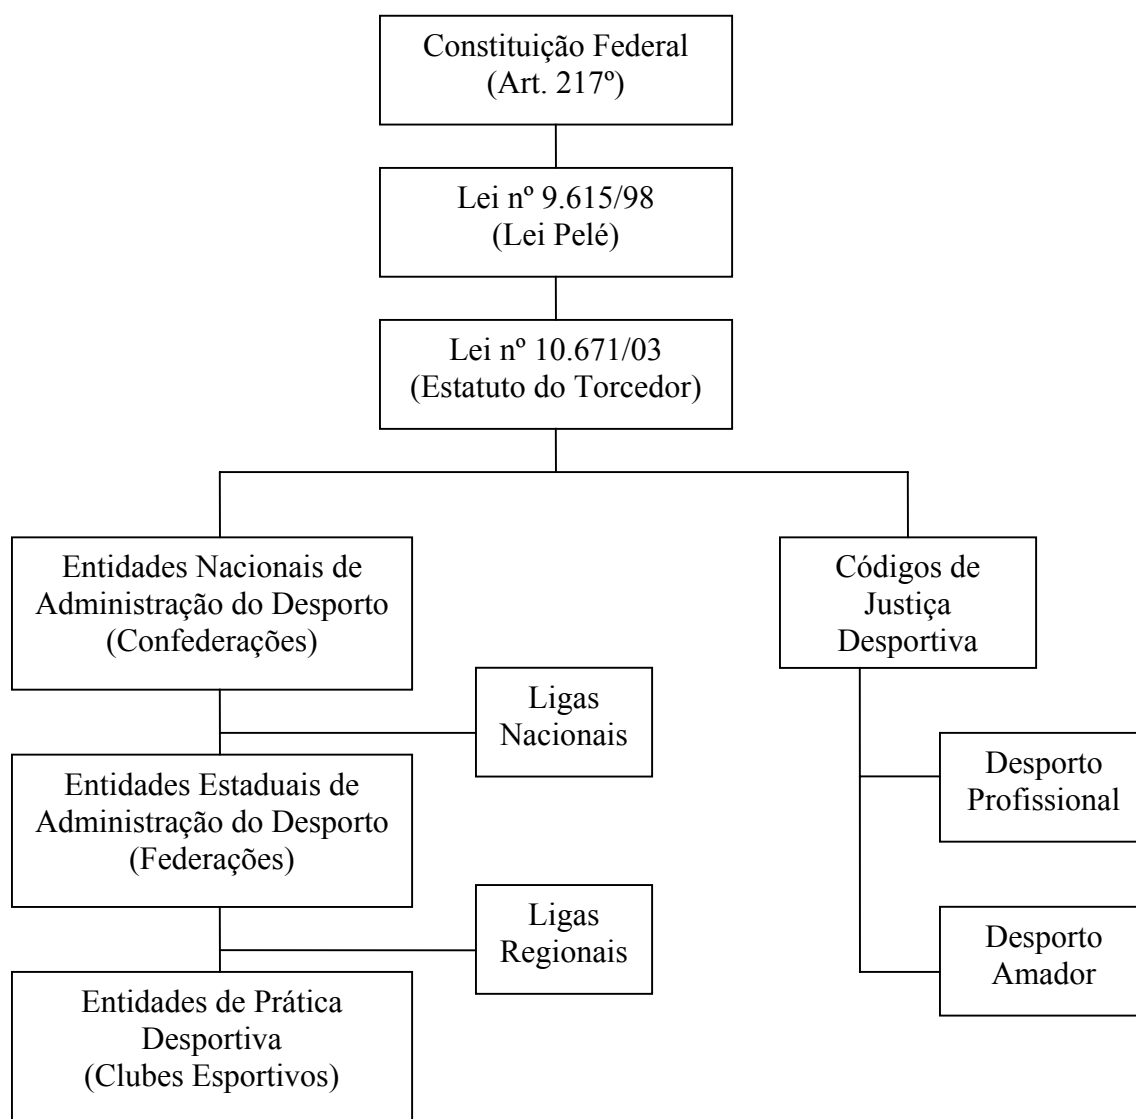 Constituição Federal
(Art. 217º)
Lei nº 9.615/98
(Lei Pelé)
Lei nº 10.671/03
(Estatuto do Torcedor)
Entidades Nacionais de
Administração do Desporto
(Confederações)
Códigos de
Justiça
Desportiva
Ligas
Nacionais
Desporto
Profissional
Entidades Estaduais de
Administração do Desporto
(Federações)
Ligas
Regionais
Desporto
Amador
Entidades de Prática
Desportiva
(Clubes Esportivos)